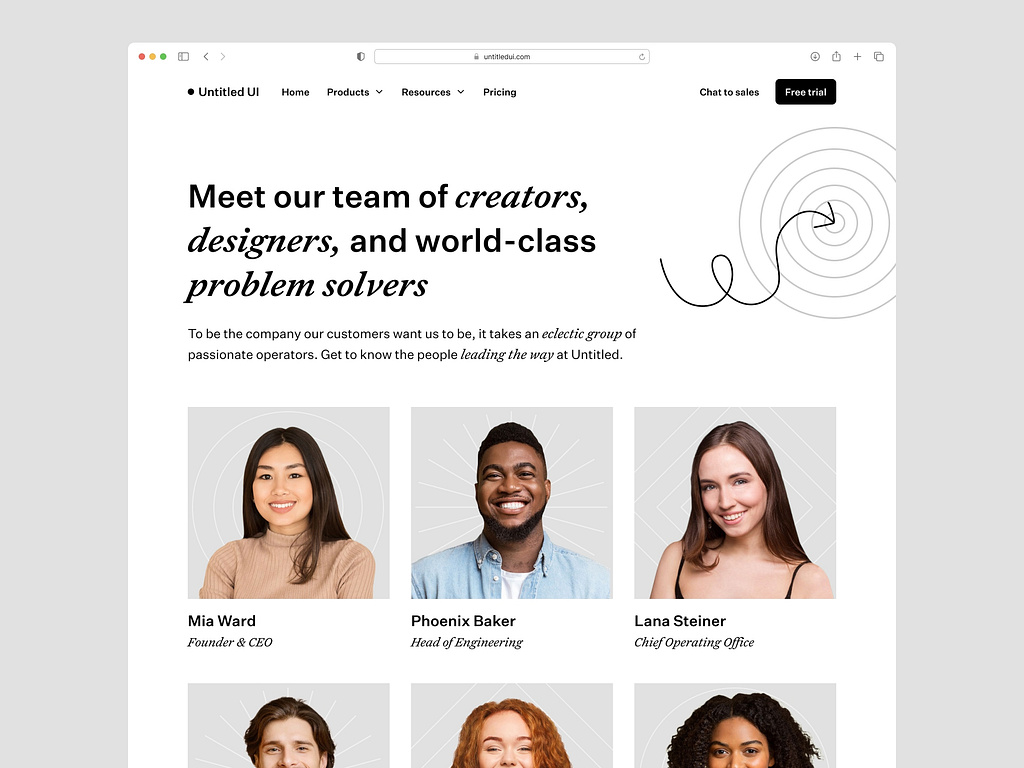 untitledui.com
Untitled UI Home Products Resources Pricing Chat to sales Free trial
Meet our team of creators,
designers, and world-class
problem solvers
To be the company our customers want us to be, it takes an eclectic group of
passionate operators. Get to know the people leading the way at Untitled.
Mia Ward
Founder & CEO
Phoenix Baker
Head of Engineering
Lana Steiner
Chief Operating Office